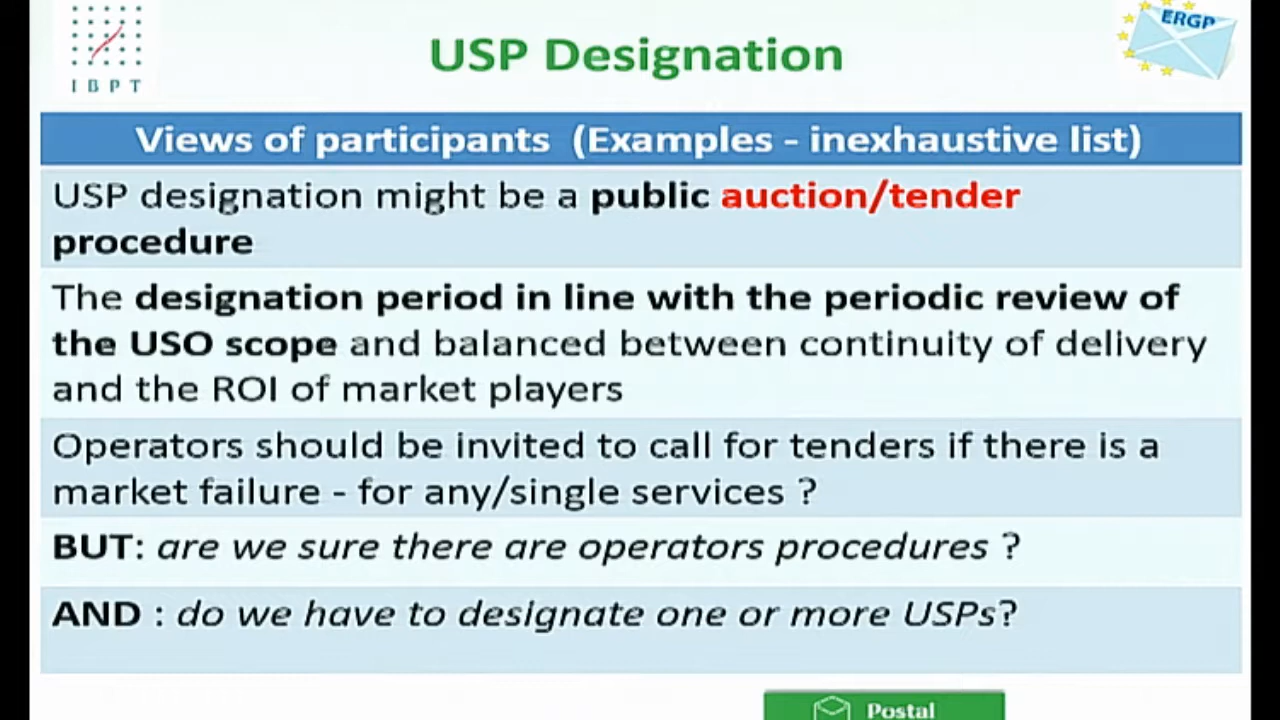 IBPT
ERGP
USP Designation
Views of participants (Examples - inexhaustive list)
USP designation might be a public auction/tender
procedure
The designation period in line with the periodic review of
the USO scope and balanced between continuity of delivery
and the ROI of market players
Operators should be invited to call for tenders if there is a
market failure - for any/single services ?
BUT: are we sure there are operators procedures ?
AND : do we have to designate one or more USPs?
Postal